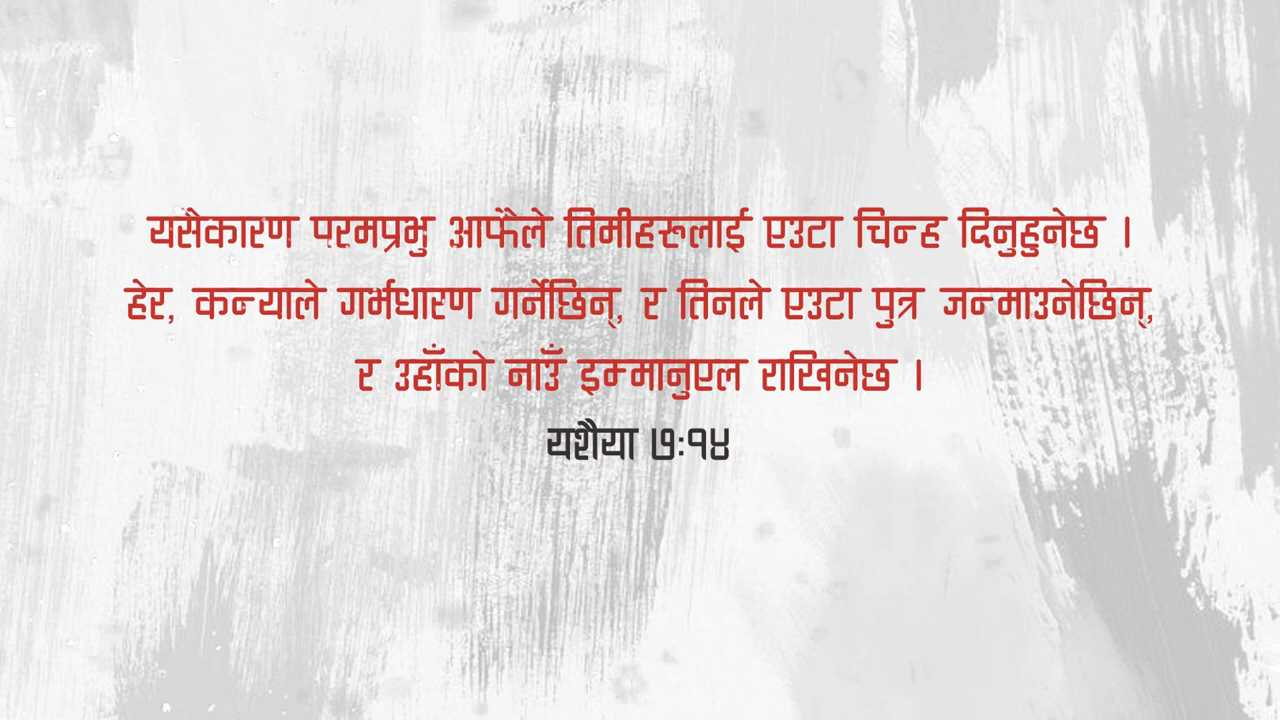 यसैकारण परमप्रभु आफैंले तिमीहरूलाई एउटा चिन्ह दिनुहुनेछ ।
हेर, कन्याले गर्भधारण गर्नेछिन्, र तिनले एउटा पुत्र जन्माउनेछिन्,
र उहाँको नाउँ इम्मानुएल राखिनेछ ।
यशैया ७:१४